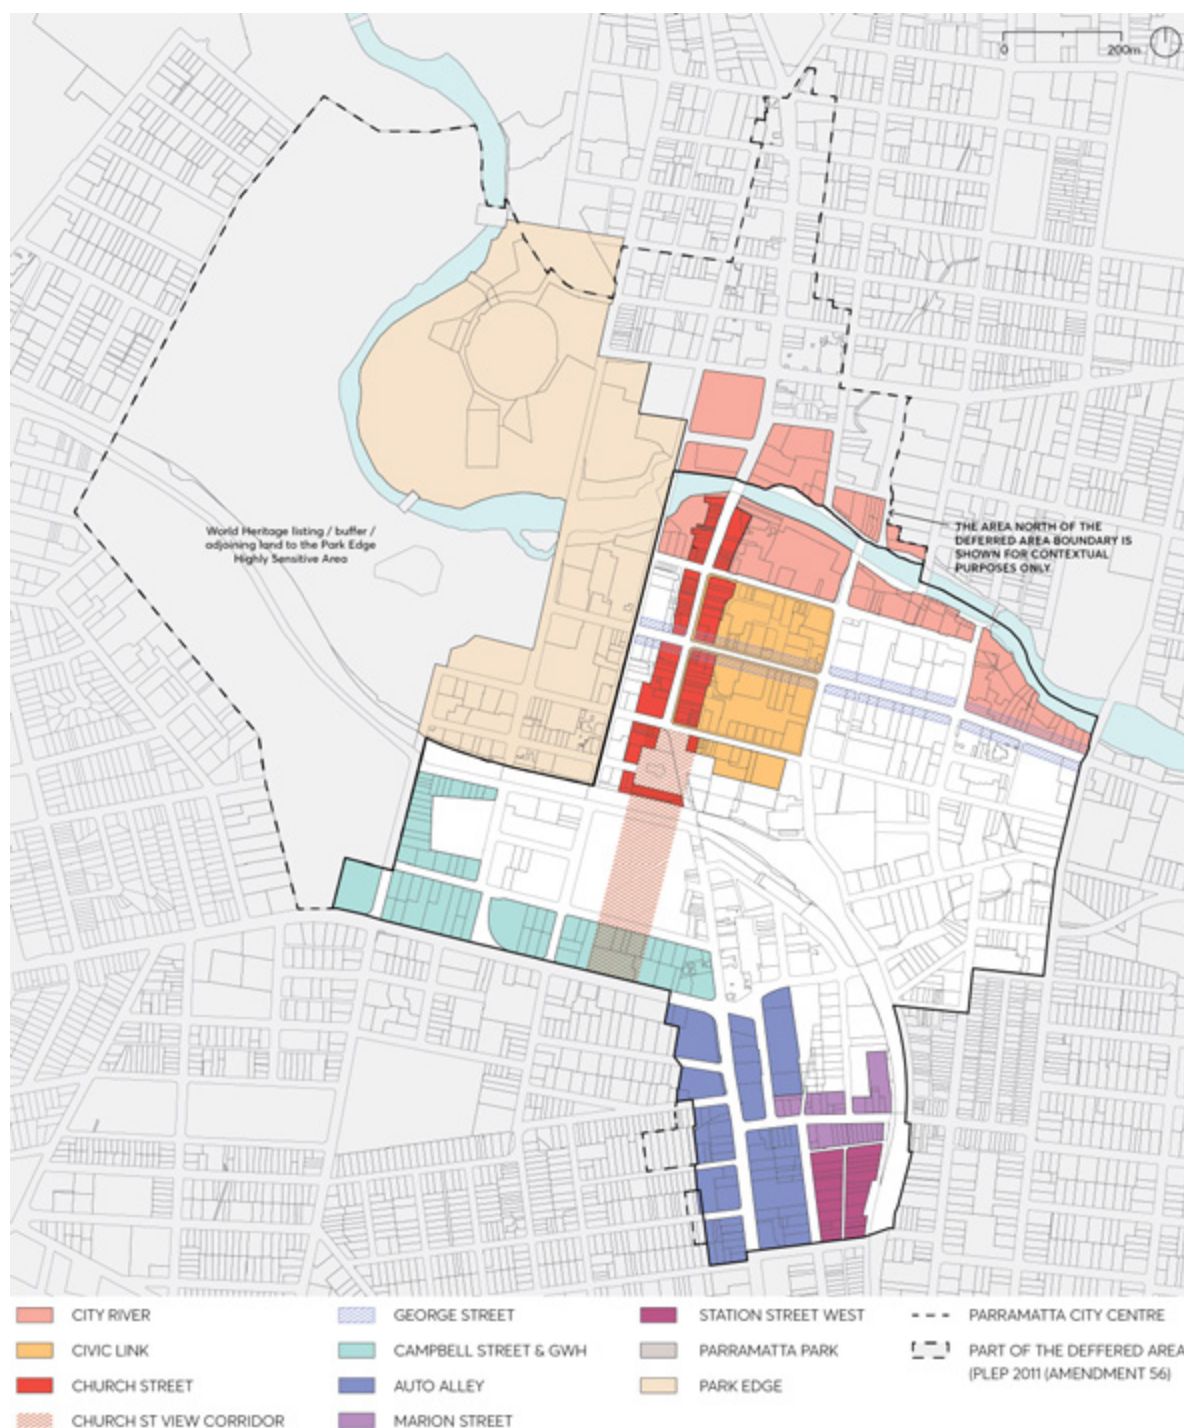 0 200m
World Heritage listing / buffer /
adjoining land to the Park Edge
Highly Sensitive Area
THE AREA NORTH OF THE
DEFERRED AREA BOUNDARY IS
SHOWN FOR CONTEXTUAL
PURPOSES ONLY
CITY RIVER
CIVIC LINK
CHURCH STREET
CHURCH ST VIEW CORRIDOR
GEORGE STREET
CAMPBELL STREET & GWH
AUTO ALLEY
MARION STREET
STATION STREET WEST
PARRAMATTA PARK
PARK EDGE
PARRAMATTA CITY CENTRE
PART OF THE DEFFERED AREA
(PLEP 2011 (AMENDMENT 56)